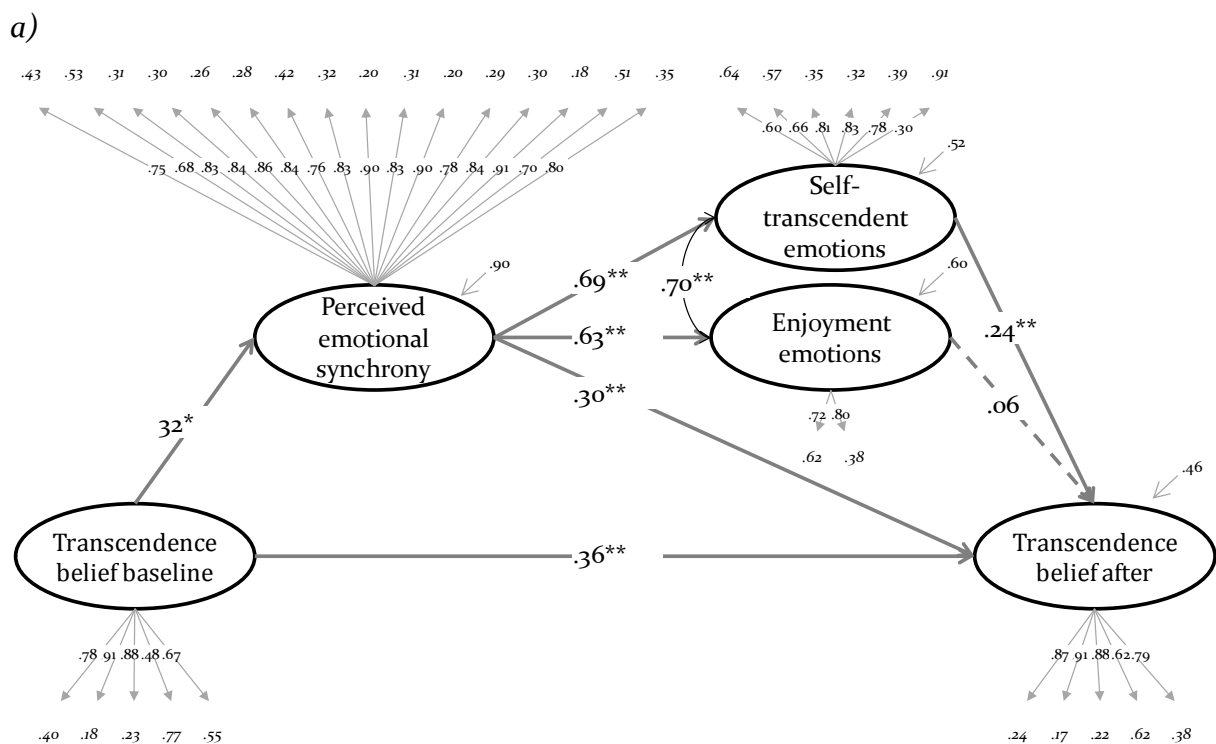 a)
.43 .53 .31 .30 .26 .28 .42 .32 .20 .31 .20 .29 .30 .18 .51 .35 .64 .57 .35 .32 .39 .91
.60 .66 .81 .83 .78 .30
.52
.75 .68 .83 .84 .86 .84 .76 .83 .90 .83 .90 .78 .84 .91 .70 .80
Self-
transcendent
emotions
.90
.69**
.70**
.60
Perceived
emotional
synchrony
.63**
Enjoyment
emotions
.24**
.30**
.06
.72 .80
32*
.62 .38
.46
Transcendence
belief baseline
.36**
Transcendence
belief after
.78 91 .88 .48 .67
.87 .91 .88 .62 .79
.40 .18 .23 .77 .55
.24 .17 .22 .62 .38